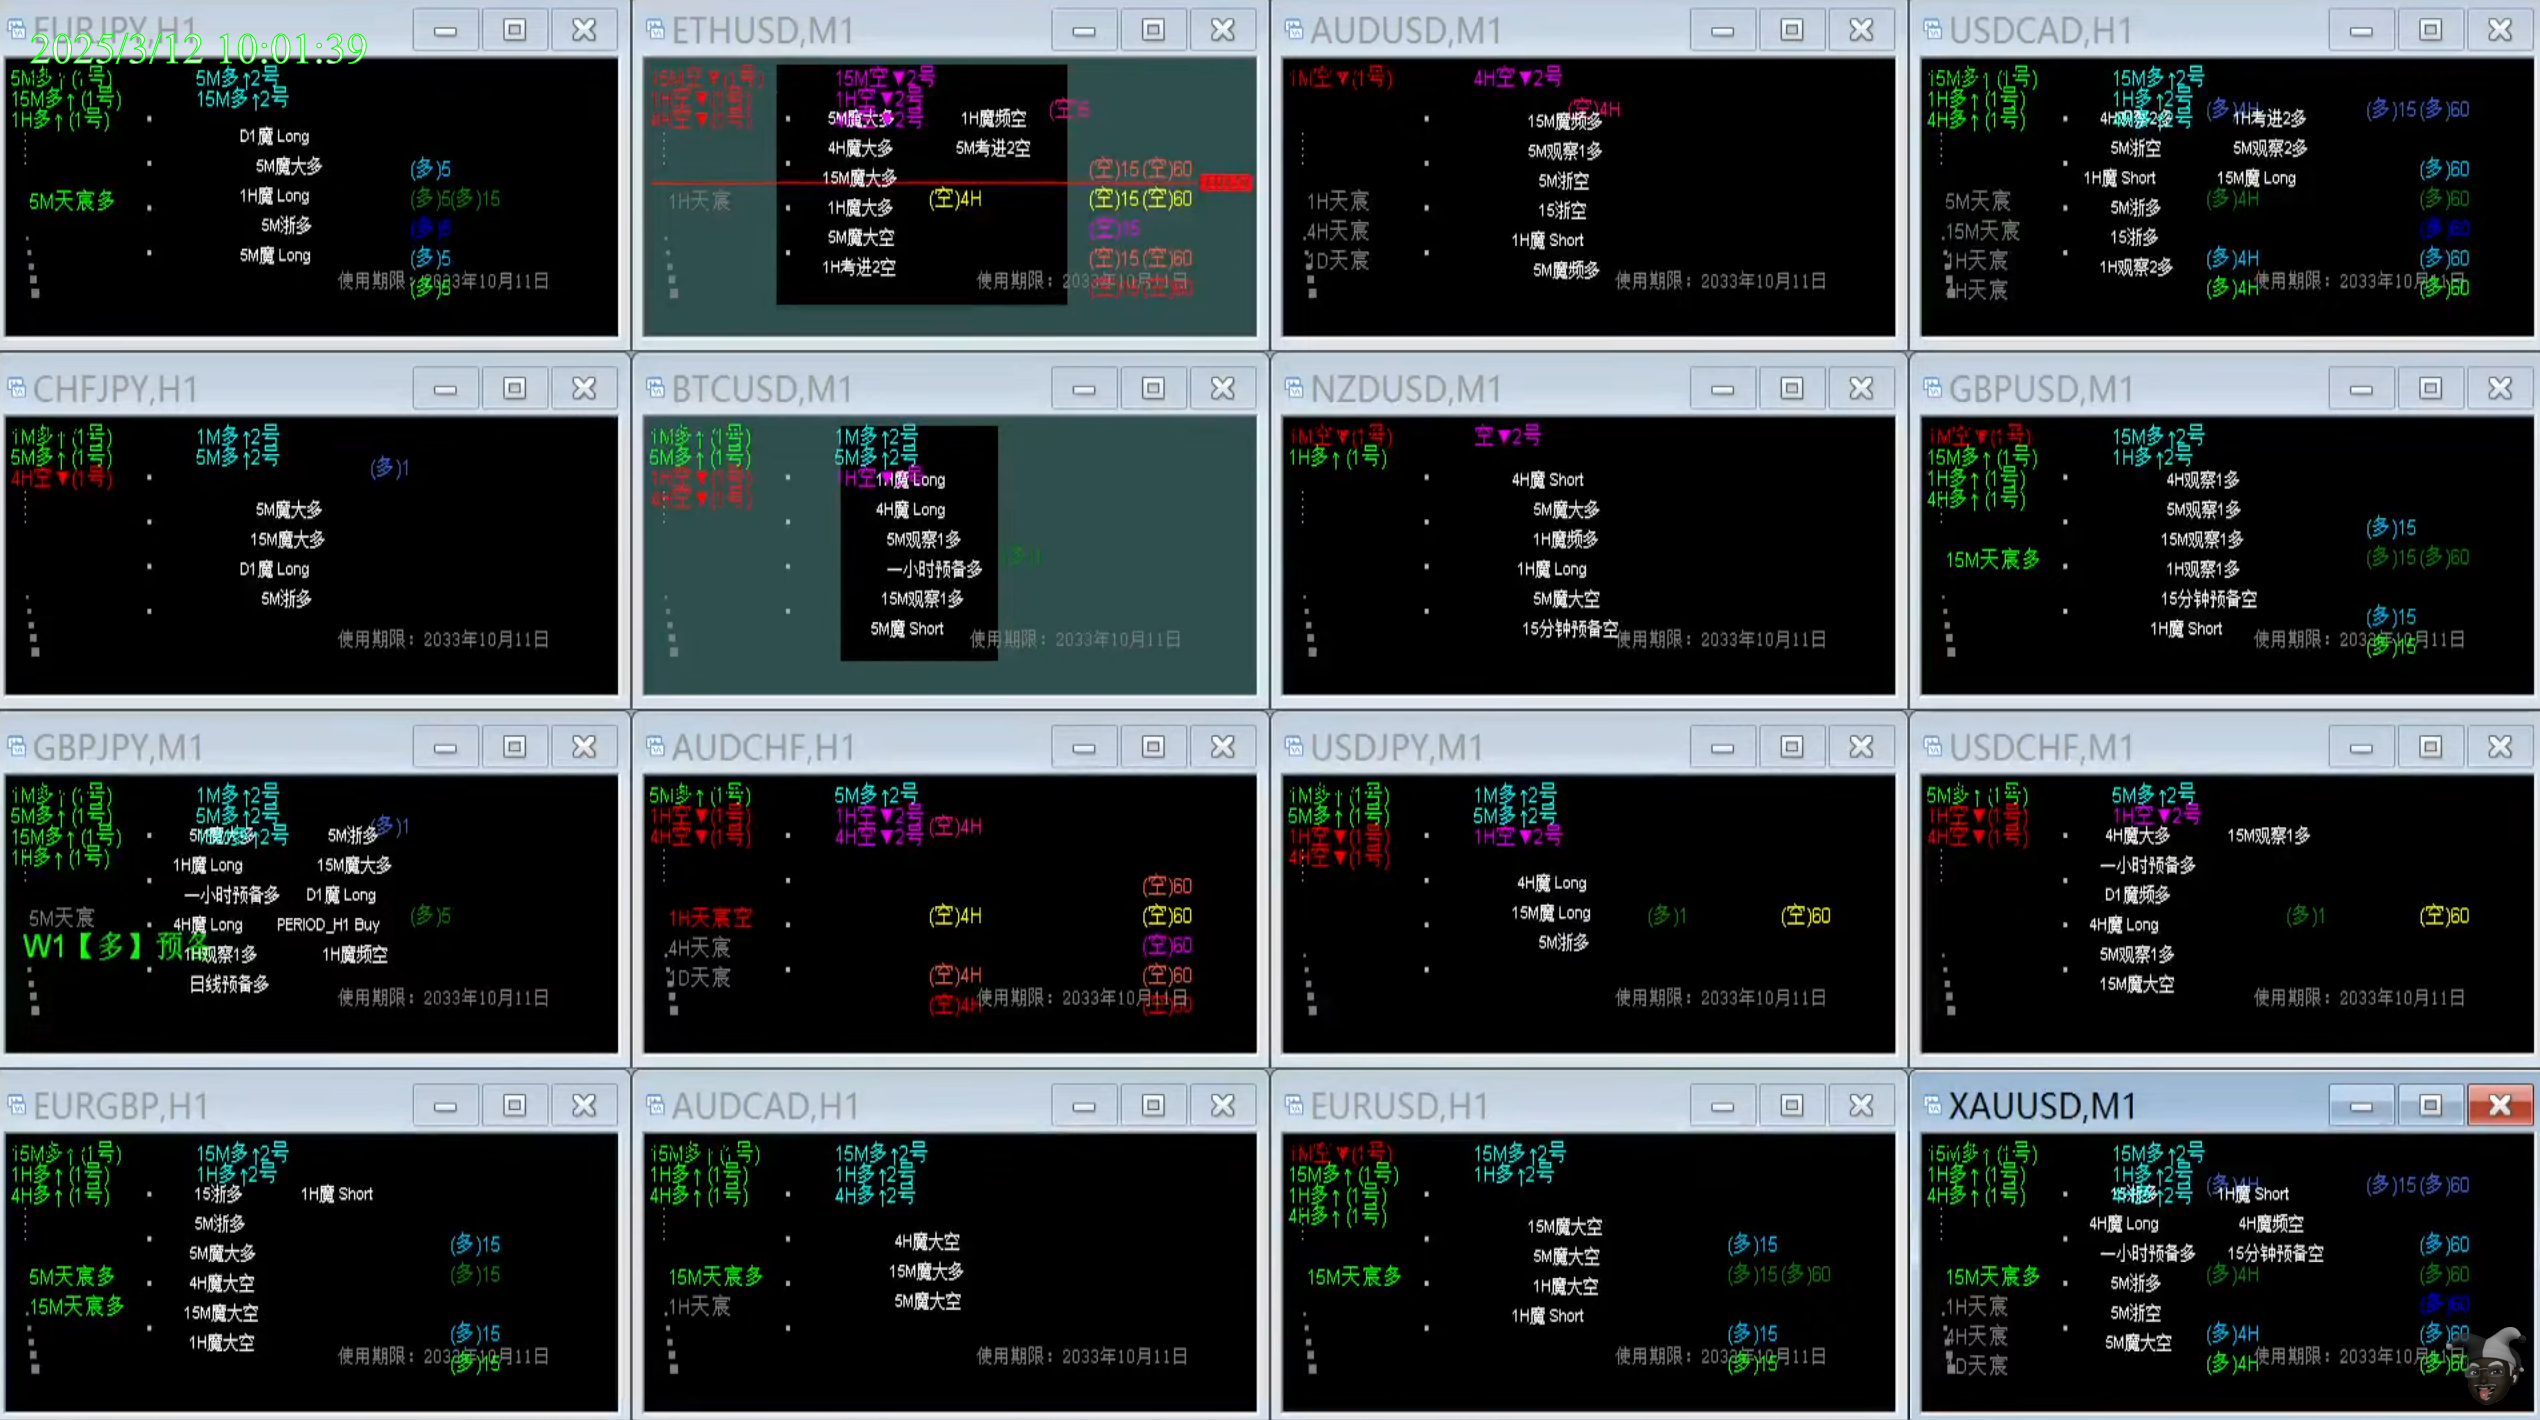 EURJPY,H1
2025/3/12 10:01:39
5M多↑(1号)
5M多↑2号
15M多↑(1号)
15M多↑2号
1H多↑(1号)
D1魔 Long
5M魔大多
(多)5
1H魔 Long
(多)5(多)15
5M天宸多
5M浙多
(多)5
5M魔 Long
(多)5
使用期限: 2033年10月11日
(多)5
ETHUSD,M1
15M空▼(1号)
15M空▼2号
1H空▼(1号)
1H空▼2号
4H空▼(1号)
5M魔大多
1H魔频空
4H魔大多
5M考进2空
15M魔大多
(空)15(空)60
1H天宸
1H魔大多
(空)4H
(空)15(空)60
5M魔大空
(空)15
1H考进2空
(空)15(空)60
使用期限: 2033年10月11日
AUDUSD,M1
1M空▼(1号)
4H空▼2号
(空)4H
15M魔频多
5M观察1多
5M浙空
1H天宸
15浙空
4H天宸
1H魔 Short
1D天宸
5M魔频多
使用期限: 2033年10月11日
USDCAD,H1
15M多↑(1号)
15M多↑2号
1H多↑(1号)
1H多↑2号
(多)4H
(多)15(多)60
4H多↑(1号)
4H观察2多
1H考进2多
5M浙空
5M观察2多
1H魔 Short
15M魔 Long
(多)60
5M天宸
5M浙多
(多)4H
(多)60
15M天宸
15浙多
(多)60
1H天宸
1H观察2多
(多)4H
(多)60
4H天宸
(多)4H
使用期限: 2033年10月11日
(多)60
CHFJPY,H1
1M多↑(1号)
1M多↑2号
5M多↑(1号)
5M多↑2号
(多)1
4H空▼(1号)
5M魔大多
15M魔大多
D1魔 Long
5M浙多
使用期限: 2033年10月11日
BTCUSD,M1
1M多↑(1号)
1M多↑2号
5M多↑(1号)
5M多↑2号
1H空▼(1号)
1H魔 Long
4H空▼(1号)
4H魔 Long
5M观察1多
(多)1
一小时预备多
15M观察1多
5M魔 Short
使用期限: 2033年10月11日
NZDUSD,M1
1M空▼(1号)
空▼2号
1H多↑(1号)
4H魔 Short
5M魔大多
1H魔频多
1H魔 Long
5M魔大空
15分钟预备空
使用期限: 2033年10月11日
GBPUSD,M1
1M空▼(1号)
15M多↑2号
15M多↑(1号)
1H多↑2号
1H多↑(1号)
4H观察1多
4H多↑(1号)
5M观察1多
15M观察1多
(多)15
15M天宸多
1H观察1多
(多)15(多)60
15分钟预备空
(多)15
1H魔 Short
使用期限: 2033年10月11日
(多)15
GBPJPY,M1
1M多↑(1号)
1M多↑2号
5M多↑(1号)
5M多↑2号
(多)1
15M多↑(1号)
15M多↑2号
5M魔大多
5M浙多
1H多↑(1号)
1H魔 Long
15M魔大多
一小时预备多
D1魔 Long
5M天宸
4H魔 Long
PERIOD_H1 Buy
(多)5
W1【多】预备
1H观察1多
1H魔频空
日线预备多
使用期限: 2033年10月11日
AUDCHF,H1
5M多↑(1号)
5M多↑2号
1H空▼(1号)
1H空▼2号
(空)4H
4H空▼(1号)
4H空▼2号
(空)60
1H天宸空
(空)4H
(空)60
4H天宸
(空)60
1D天宸
(空)4H
(空)60
(空)4H
使用期限: 2033年10月11日
(空)60
USDJPY,M1
1M多↑(1号)
1M多↑2号
5M多↑(1号)
5M多↑2号
1H空▼(1号)
1H空▼2号
4H空▼(1号)
4H魔 Long
15M魔 Long
(多)1
(空)60
5M浙多
使用期限: 2033年10月11日
USDCHF,M1
5M多↑(1号)
5M多↑2号
1H空▼(1号)
1H空▼2号
4H空▼(1号)
4H魔大多
15M观察1多
一小时预备多
D1魔频多
4H魔 Long
(多)1
(空)60
5M观察1多
15M魔大空
使用期限: 2033年10月11日
EURGBP,H1
15M多↑(1号)
15M多↑2号
1H多↑(1号)
1H多↑2号
4H多↑(1号)
15浙多
1H魔 Short
5M浙多
5M魔大多
(多)15
5M天宸多
4H魔大空
(多)15
15M天宸多
15M魔大空
1H魔大空
(多)15
使用期限: 2033年10月11日
(多)15
AUDCAD,H1
15M多↑(1号)
15M多↑2号
1H多↑(1号)
1H多↑2号
4H多↑(1号)
4H多↑2号
4H魔大空
15M天宸多
15M魔大多
1H天宸
5M魔大空
使用期限: 2033年10月11日
EURUSD,H1
1M空▼(1号)
15M多↑2号
15M多↑(1号)
1H多↑2号
1H多↑(1号)
4H多↑(1号)
15M魔大空
5M魔大空
(多)15
15M天宸多
1H魔大空
(多)15(多)60
1H魔 Short
(多)15
使用期限: 2033年10月11日
(多)15
XAUUSD,M1
15M多↑(1号)
15M多↑2号
1H多↑(1号)
1H多↑2号
(多)4H
(多)15(多)60
4H多↑(1号)
4H多↑2号
15浙多
1H魔 Short
4H魔 Long
4H魔频空
一小时预备多
15分钟预备空
(多)60
15M天宸多
5M浙多
(多)4H
(多)60
1H天宸
5M浙空
(多)60
4H天宸
5M魔大空
(多)4H
(多)60
1D天宸
(多)4H
使用期限: 2033年10月11日
(多)60